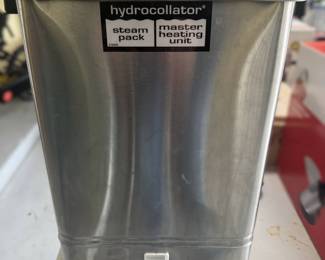 hydrocollator®
steam pack
master heating unit